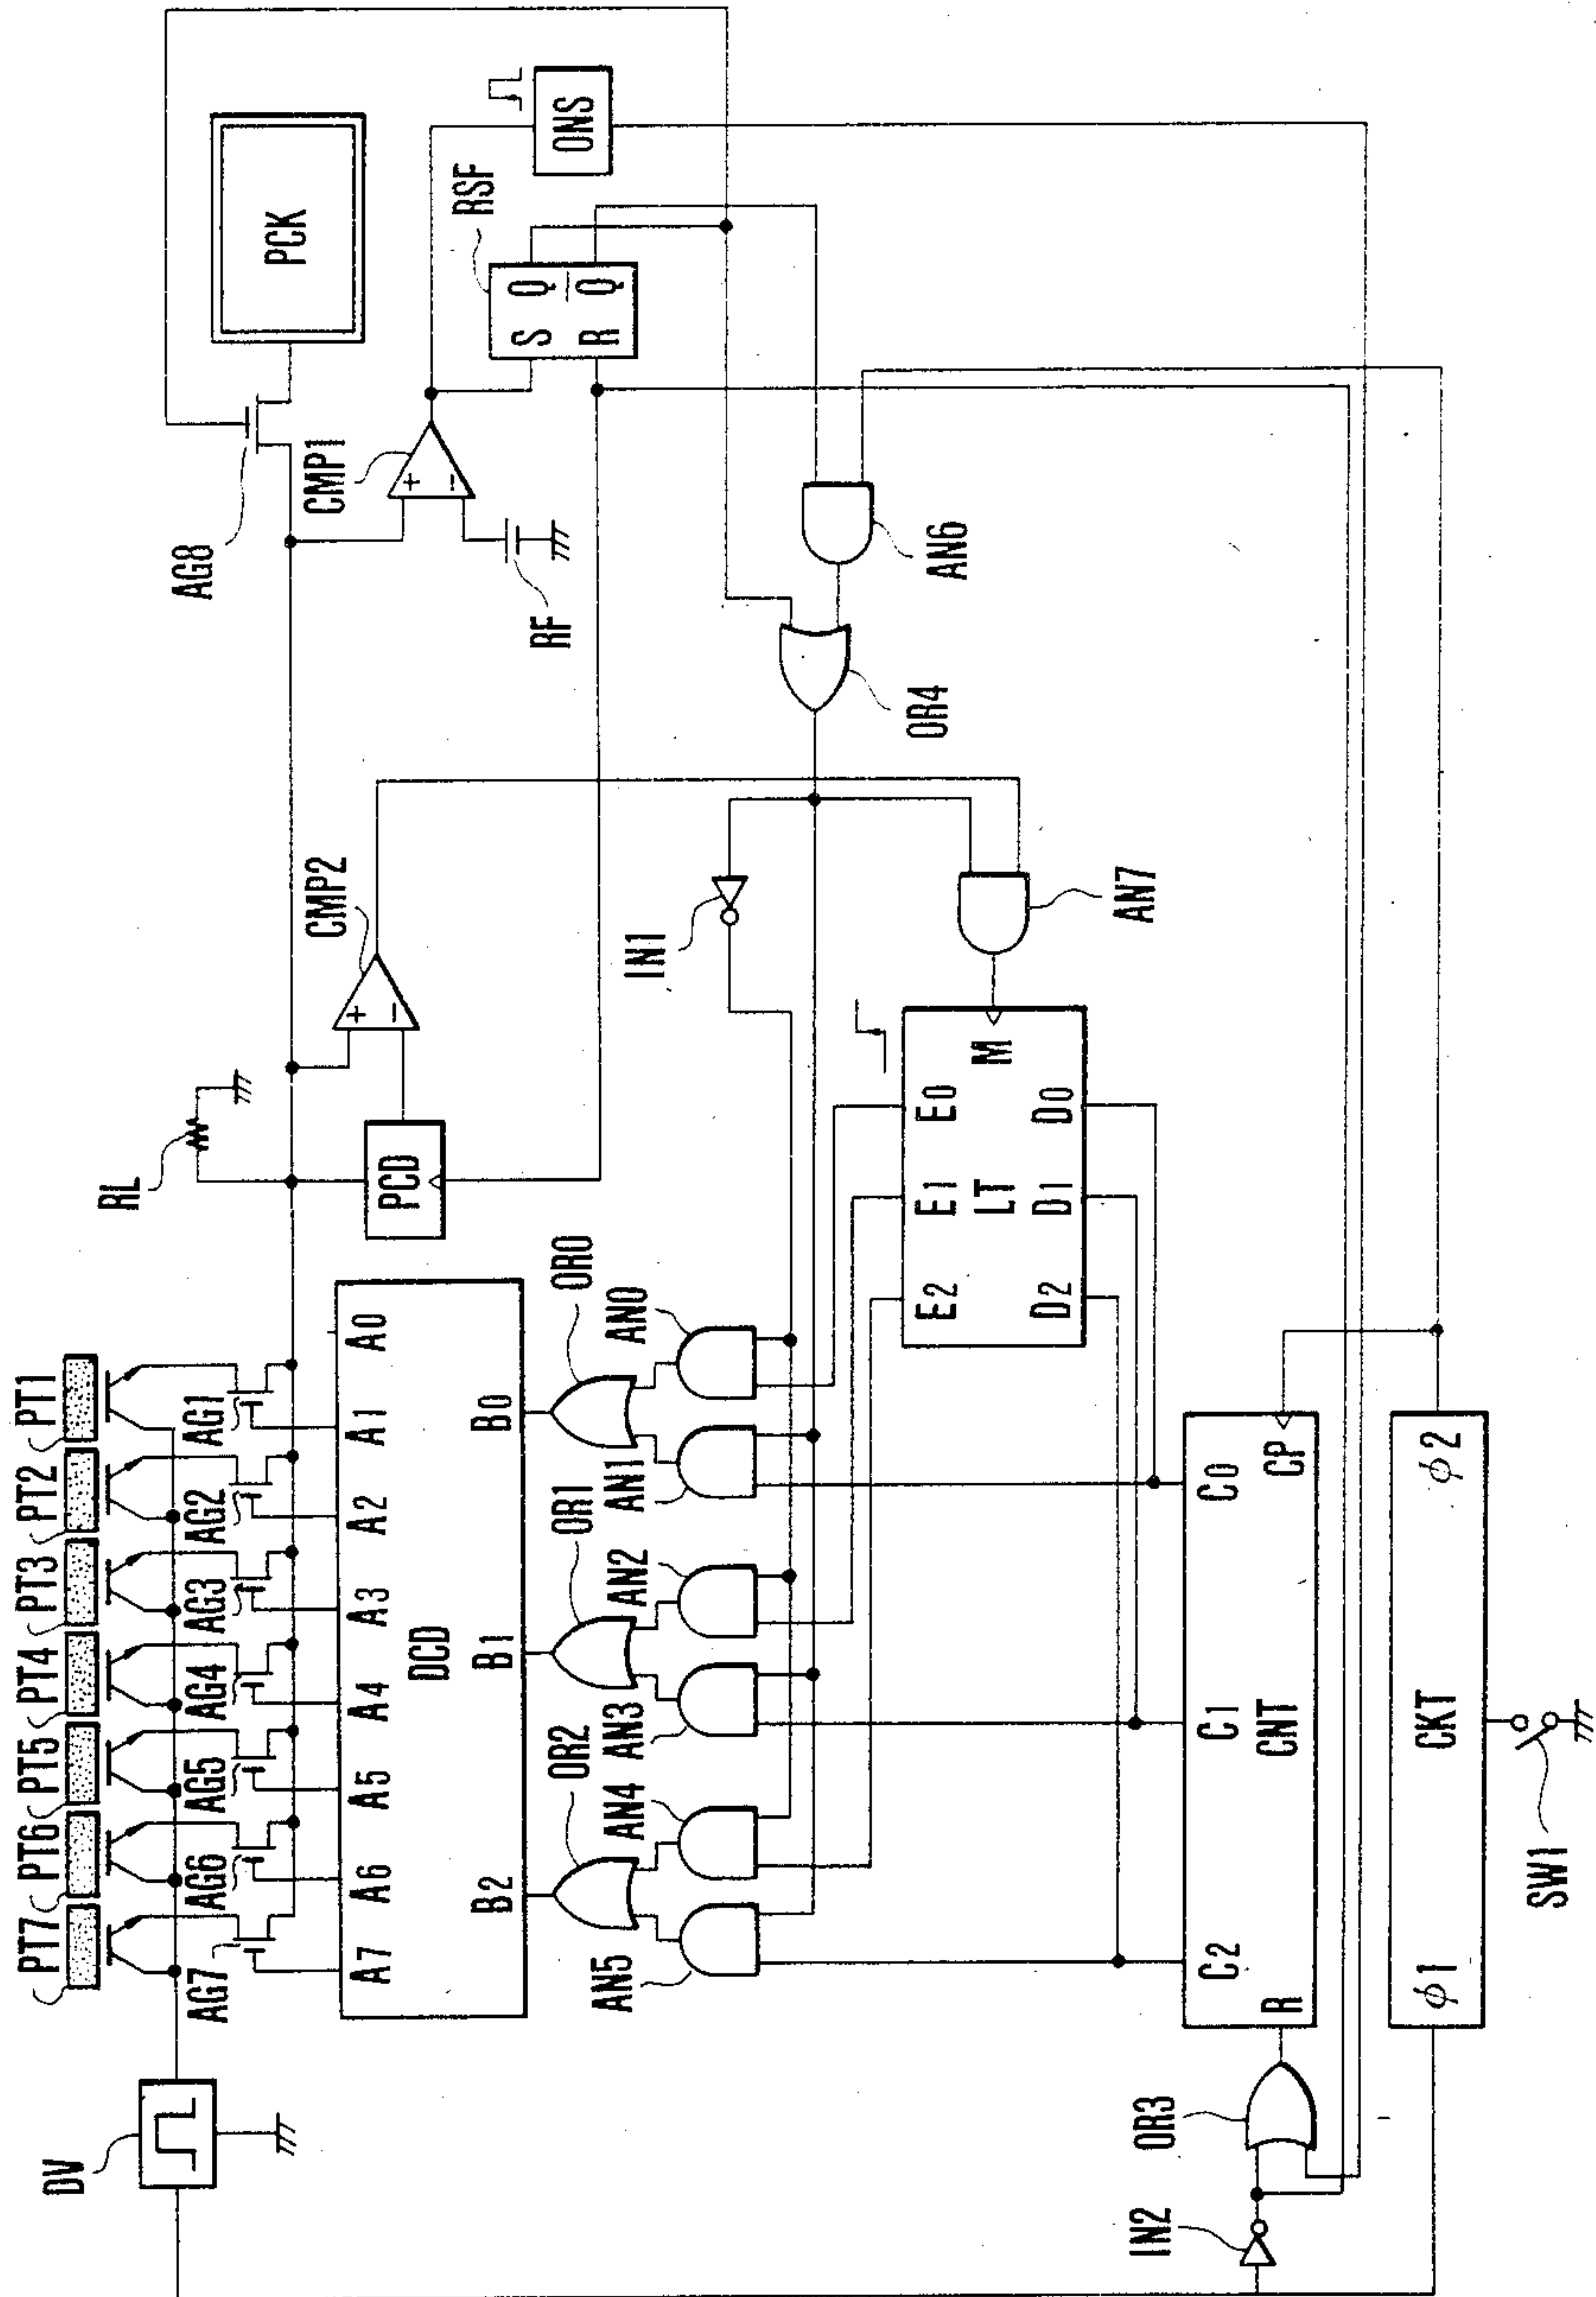 PCK
ONS
RSF
S Q
R Q
AG8
CMP1
+
−
RF
AN6
OR4
CMP2
+
−
IN1
AN7
RL
PCD
M
E2 E1 E0
LT
D2 D1 D0
PT7 PT6 PT5 PT4 PT3 PT2 PT1
AG7 AG6 AG5 AG4 AG3 AG2 AG1
A7 A6 A5 A4 A3 A2 A1 A0
DCD
B2 B1 B0
OR2 OR1 OR0
AN5 AN4 AN3 AN2 AN1 AN0
DV
C2 C1 C0
R CNT CP
OR3
IN2
φ1 CKT φ2
SW1